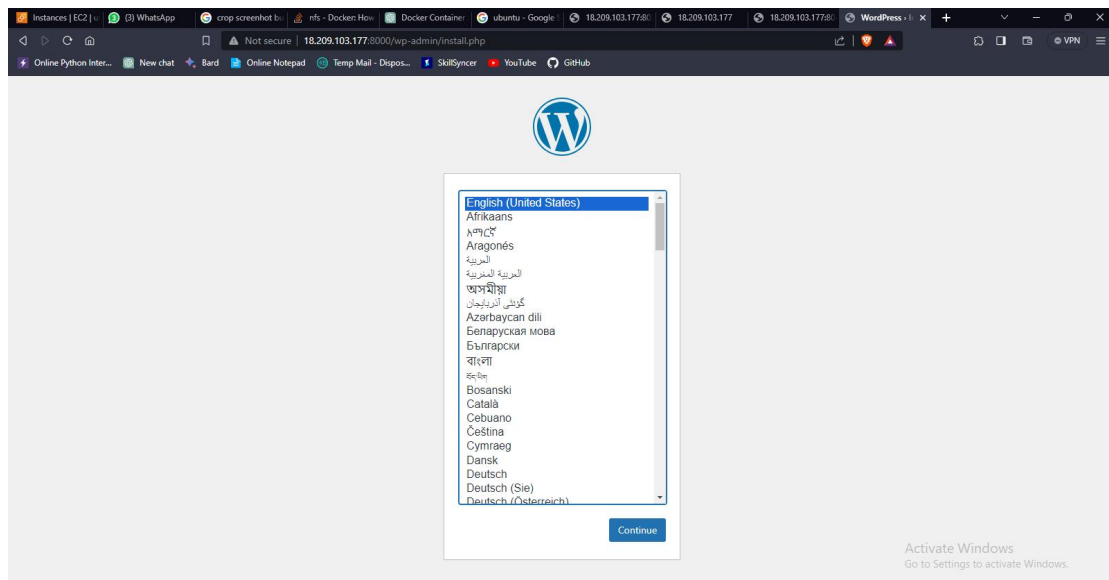 Instances | EC2 | u
(3) WhatsApp
crop screenhot bu
nfs - Docker: How
Docker Container
ubuntu - Google S
18.209.103.177:80
18.209.103.177
18.209.103.177:80
WordPress › I
Not secure | 18.209.103.177:8000/wp-admin/install.php
VPN
Online Python Inter...
New chat
Bard
Online Notepad
Temp Mail - Dispos...
SkillSyncer
YouTube
GitHub
English (United States)
Afrikaans
አማርኛ
Aragonés
العربية
العربية المغربية
অসমীয়া
گؤنئی آذربایجان
Azərbaycan dili
Беларуская мова
Български
বাংলা
བོད་ཡིག
Bosanski
Català
Cebuano
Čeština
Cymraeg
Dansk
Deutsch
Deutsch (Sie)
Deutsch (Österreich)
Continue
Activate Windows
Go to Settings to activate Windows.